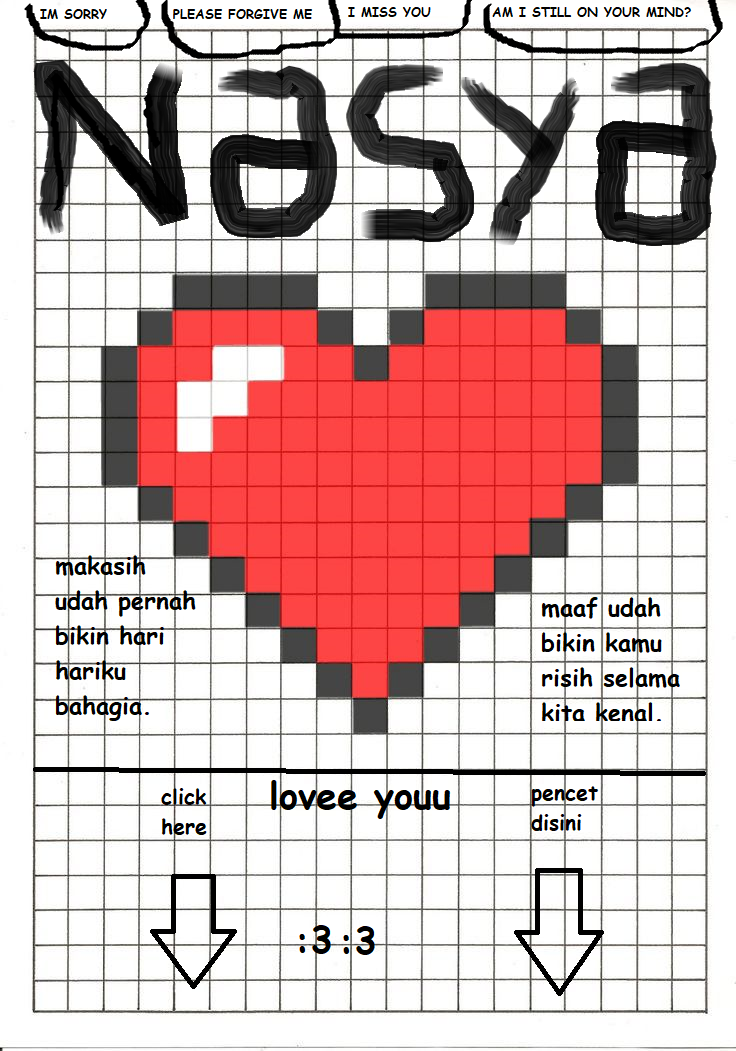 IM SORRY
PLEASE FORGIVE ME
I MISS YOU
AM I STILL ON YOUR MIND?
Nasya
makasih
udah pernah
bikin hari
hariku
bahagia.
maaf udah
bikin kamu
risih selama
kita kenal.
lovee youu
click
here
pencet
disini
:3 :3